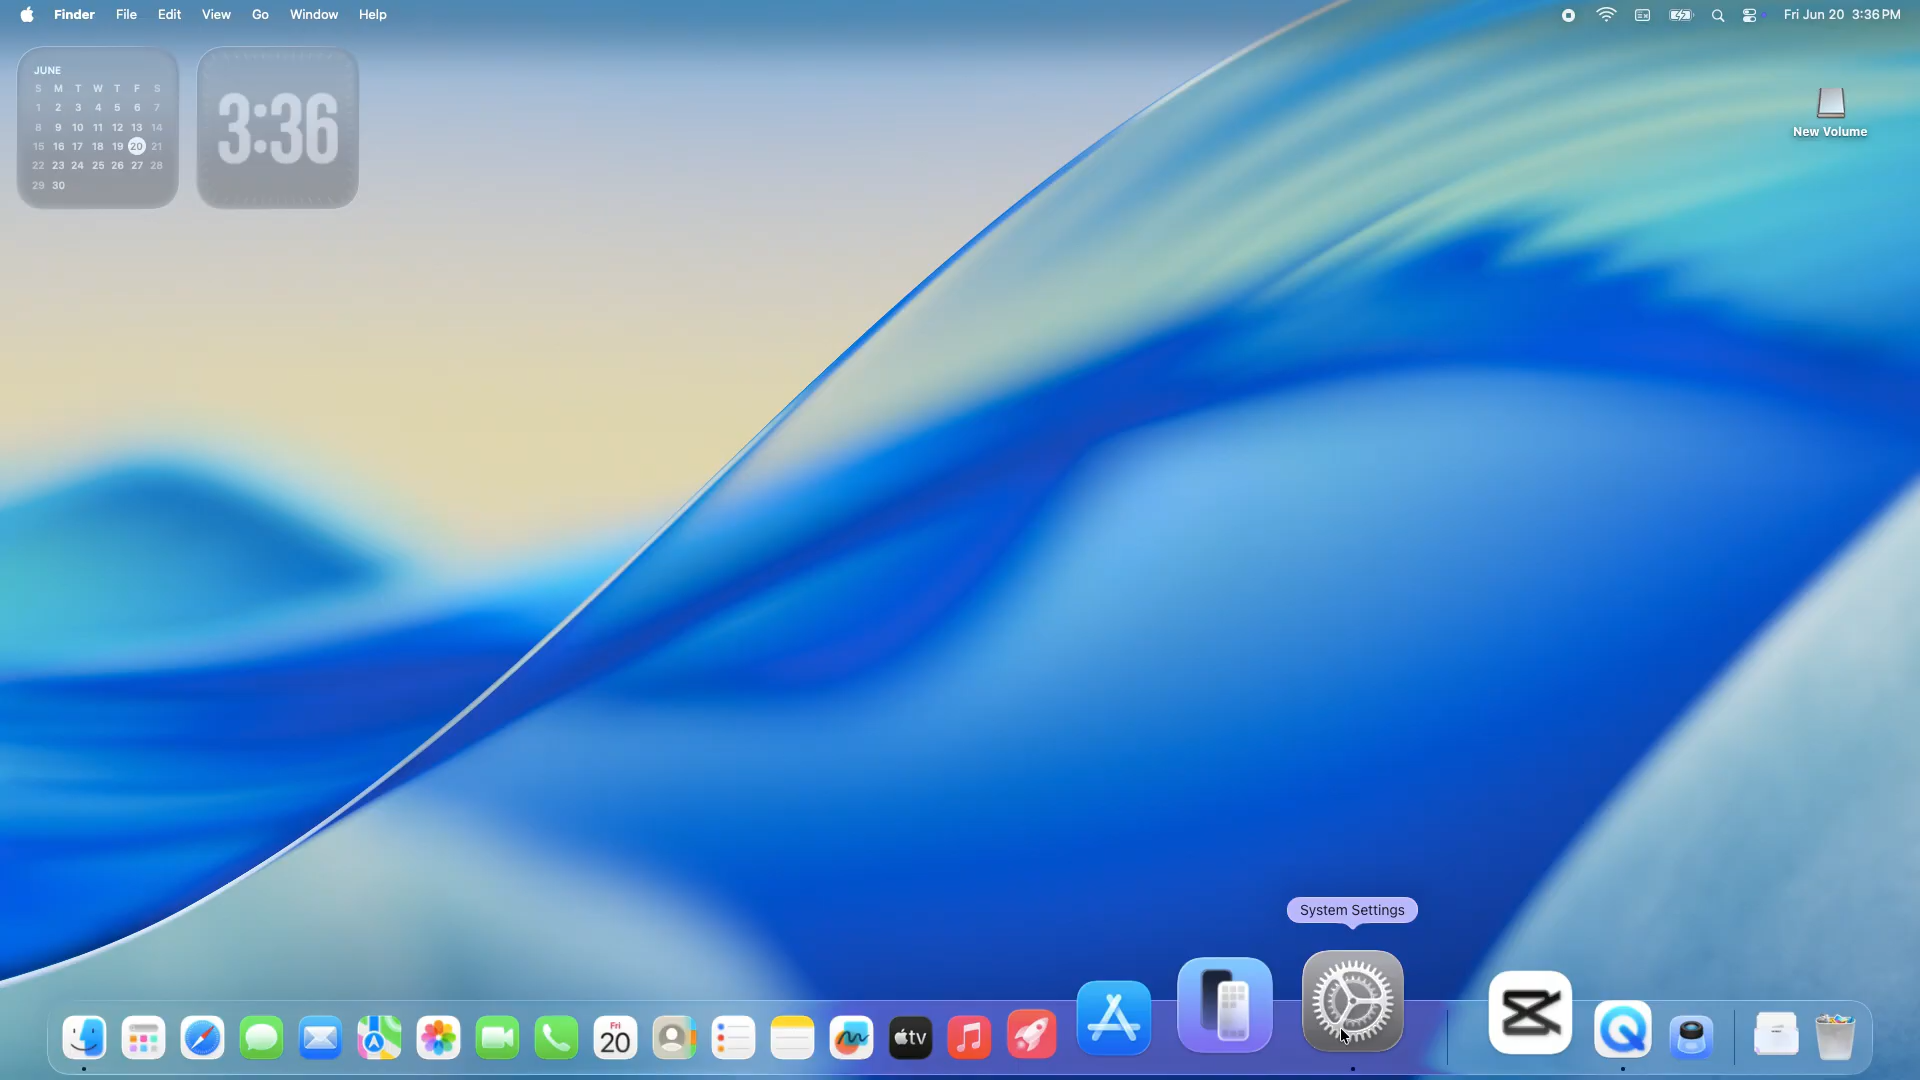 Finder File Edit View Go Window Help
Fri Jun 20 3:36 PM
JUNE
S M T W T F S
1 2 3 4 5 6 7
8 9 10 11 12 13 14
15 16 17 18 19 20 21
22 23 24 25 26 27 28
29 30
3:36
New Volume
System Settings
Fri
20
tv